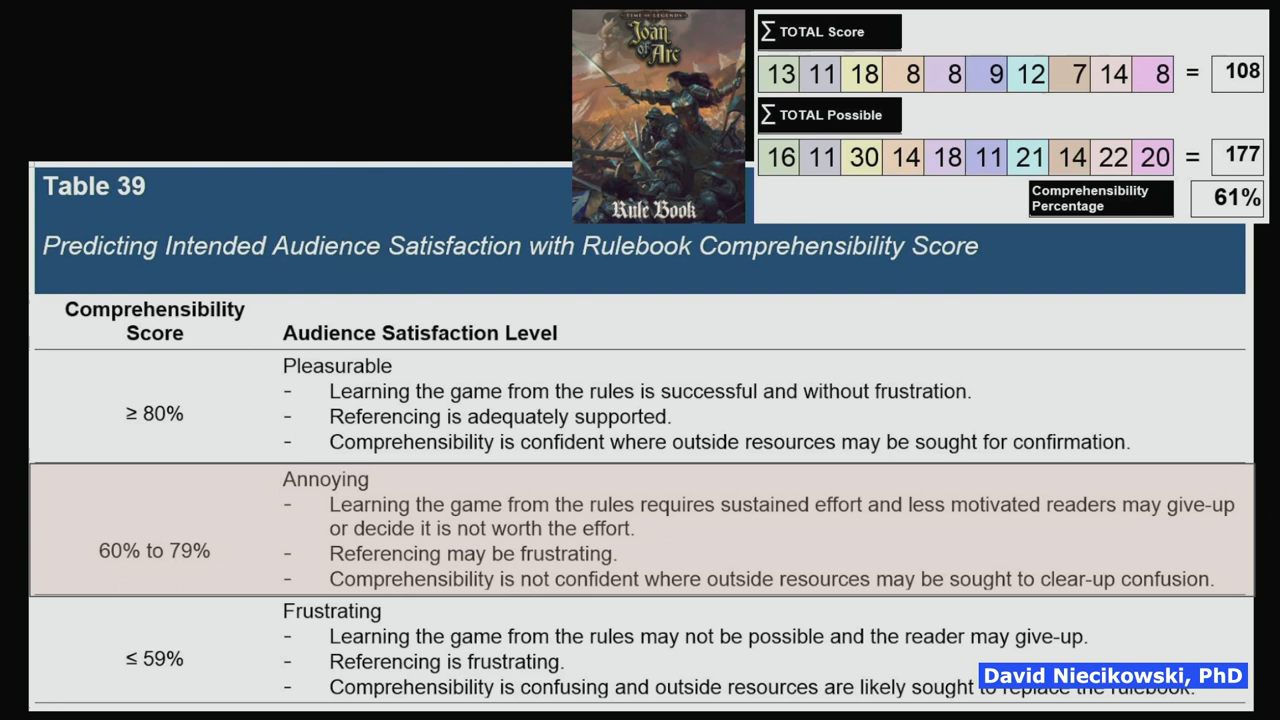 TIME OF LEGENDS
Joan
of
Arc
Rule Book
∑ TOTAL Score
13 11 18 8 8 9 12 7 14 8 = 108
∑ TOTAL Possible
16 11 30 14 18 11 21 14 22 20 = 177
Comprehensibility
Percentage
61%
Table 39
Predicting Intended Audience Satisfaction with Rulebook Comprehensibility Score
Comprehensibility
Score
Audience Satisfaction Level
≥ 80%
Pleasurable
- Learning the game from the rules is successful and without frustration.
- Referencing is adequately supported.
- Comprehensibility is confident where outside resources may be sought for confirmation.
60% to 79%
Annoying
- Learning the game from the rules requires sustained effort and less motivated readers may give-up
or decide it is not worth the effort.
- Referencing may be frustrating.
- Comprehensibility is not confident where outside resources may be sought to clear-up confusion.
≤ 59%
Frustrating
- Learning the game from the rules may not be possible and the reader may give-up.
- Referencing is frustrating.
- Comprehensibility is confusing and outside resources are likely sought to replace the rulebook.
David Niecikowski, PhD